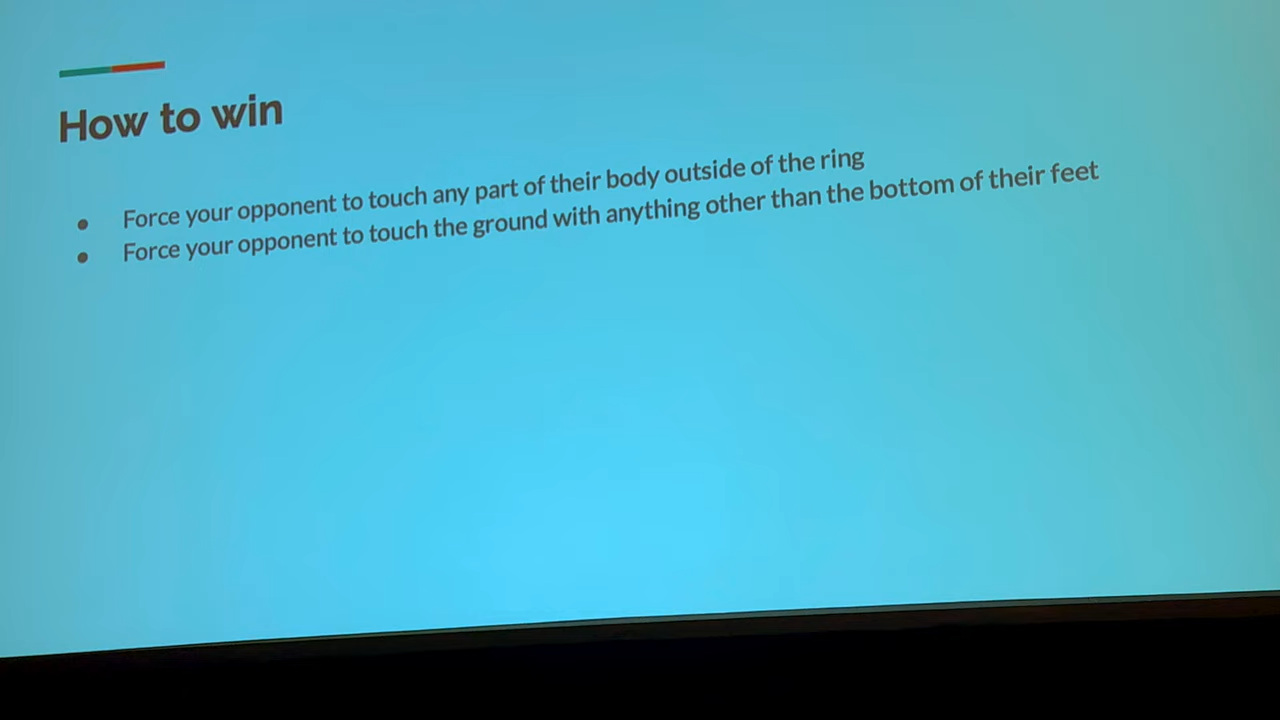 How to win
● Force your opponent to touch any part of their body outside of the ring
● Force your opponent to touch the ground with anything other than the bottom of their feet